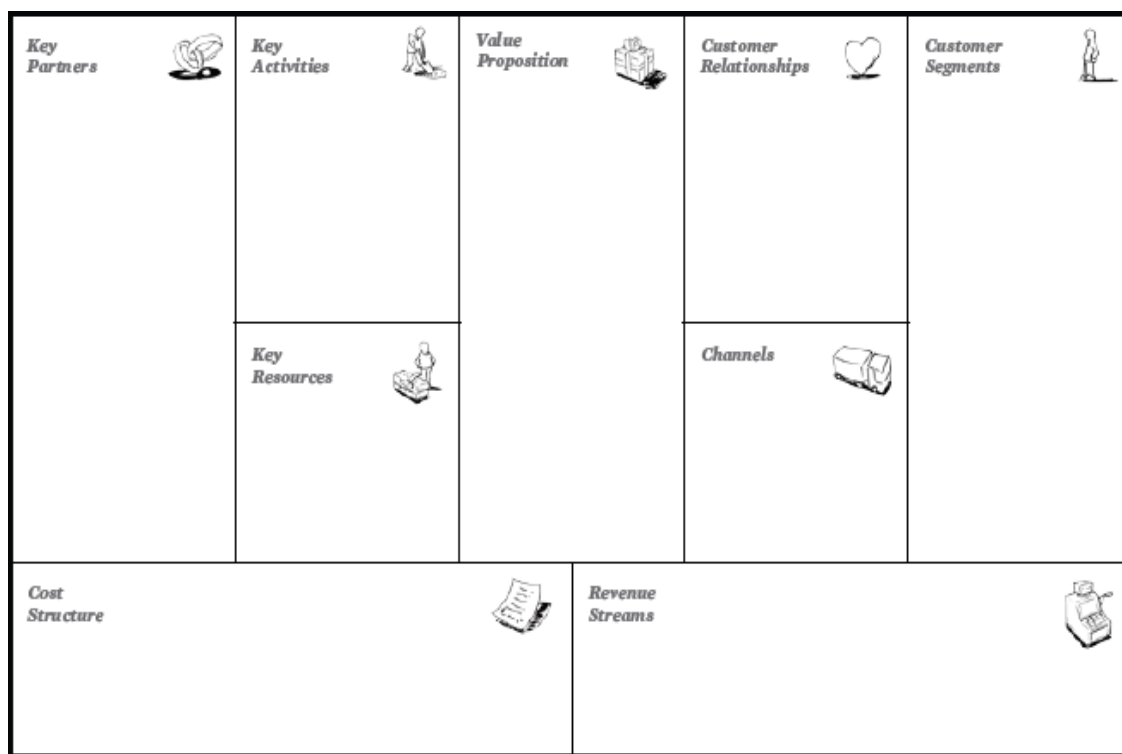 Key
Partners
Key
Activities
Value
Proposition
Customer
Relationships
Customer
Segments
Key
Resources
Channels
Cost
Structure
Revenue
Streams